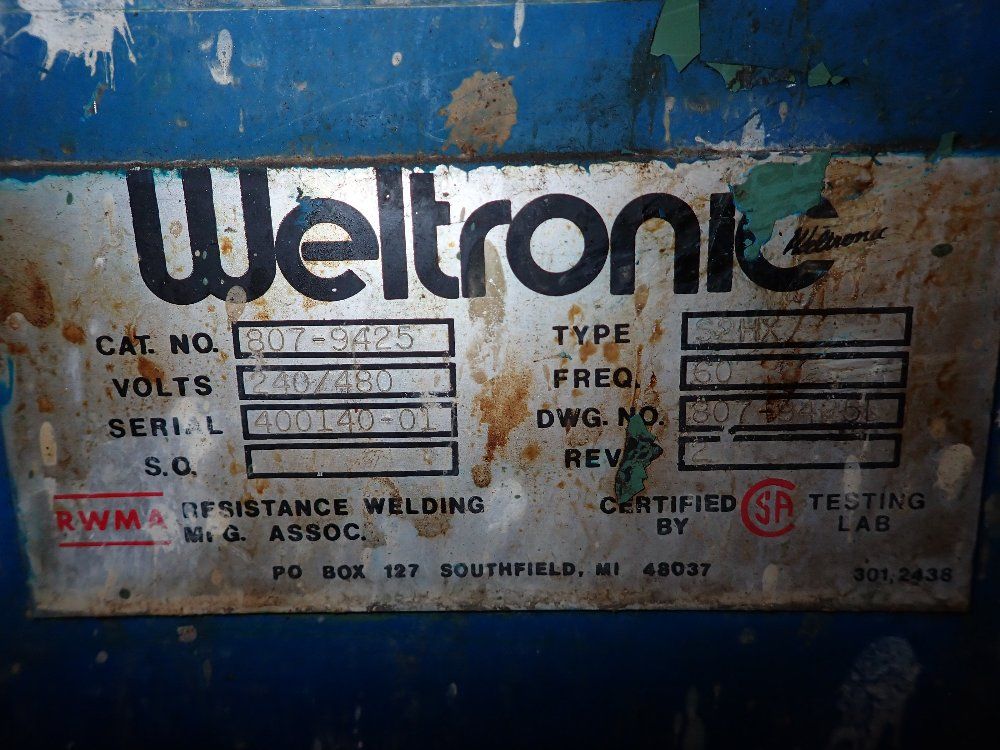 Weltronic
Weltronic
CAT. NO. 807-9425 TYPE S2HX
VOLTS 240/480 FREQ. 60
SERIAL 400140-01 DWG. NO.
S.O. REV 2
RWMA RESISTANCE WELDING MFG. ASSOC.
CERTIFIED BY SA TESTING LAB
PO BOX 127 SOUTHFIELD, MI 48037
301,2438